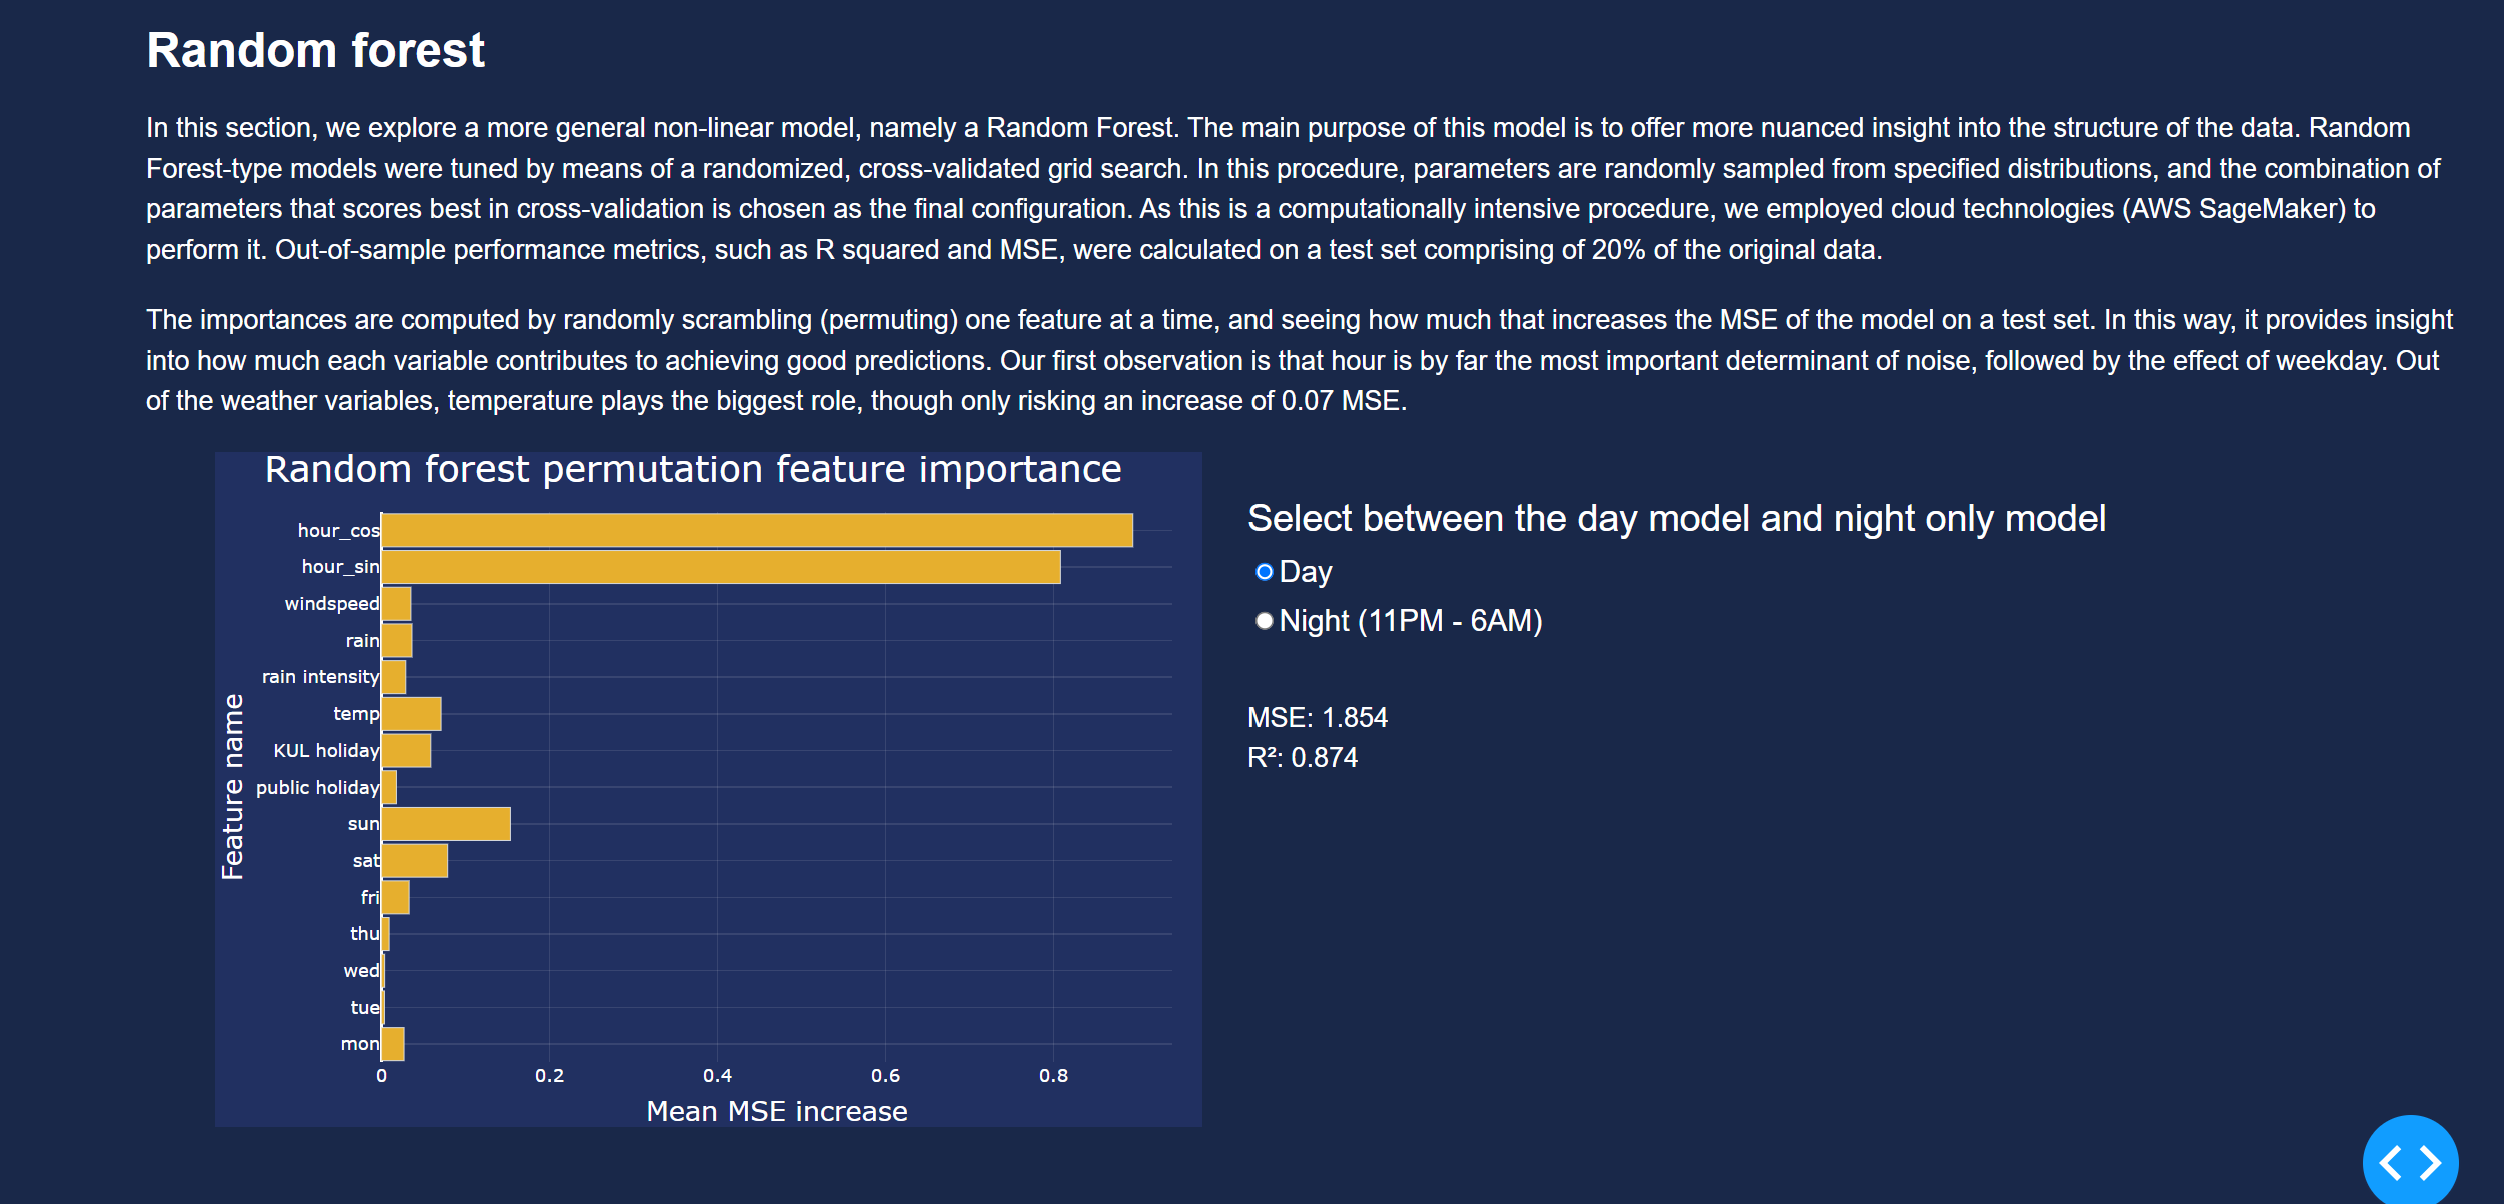 Random forest
In this section, we explore a more general non-linear model, namely a Random Forest. The main purpose of this model is to offer more nuanced insight into the structure of the data. Random
Forest-type models were tuned by means of a randomized, cross-validated grid search. In this procedure, parameters are randomly sampled from specified distributions, and the combination of
parameters that scores best in cross-validation is chosen as the final configuration. As this is a computationally intensive procedure, we employed cloud technologies (AWS SageMaker) to
perform it. Out-of-sample performance metrics, such as R squared and MSE, were calculated on a test set comprising of 20% of the original data.
The importances are computed by randomly scrambling (permuting) one feature at a time, and seeing how much that increases the MSE of the model on a test set. In this way, it provides insight
into how much each variable contributes to achieving good predictions. Our first observation is that hour is by far the most important determinant of noise, followed by the effect of weekday. Out
of the weather variables, temperature plays the biggest role, though only risking an increase of 0.07 MSE.
Random forest permutation feature importance
Feature name
hour_cos
hour_sin
windspeed
rain
rain intensity
temp
KUL holiday
public holiday
sun
sat
fri
thu
wed
tue
mon
0 0.2 0.4 0.6 0.8
Mean MSE increase
Select between the day model and night only model
Day
Night (11PM - 6AM)
MSE: 1.854
R²: 0.874